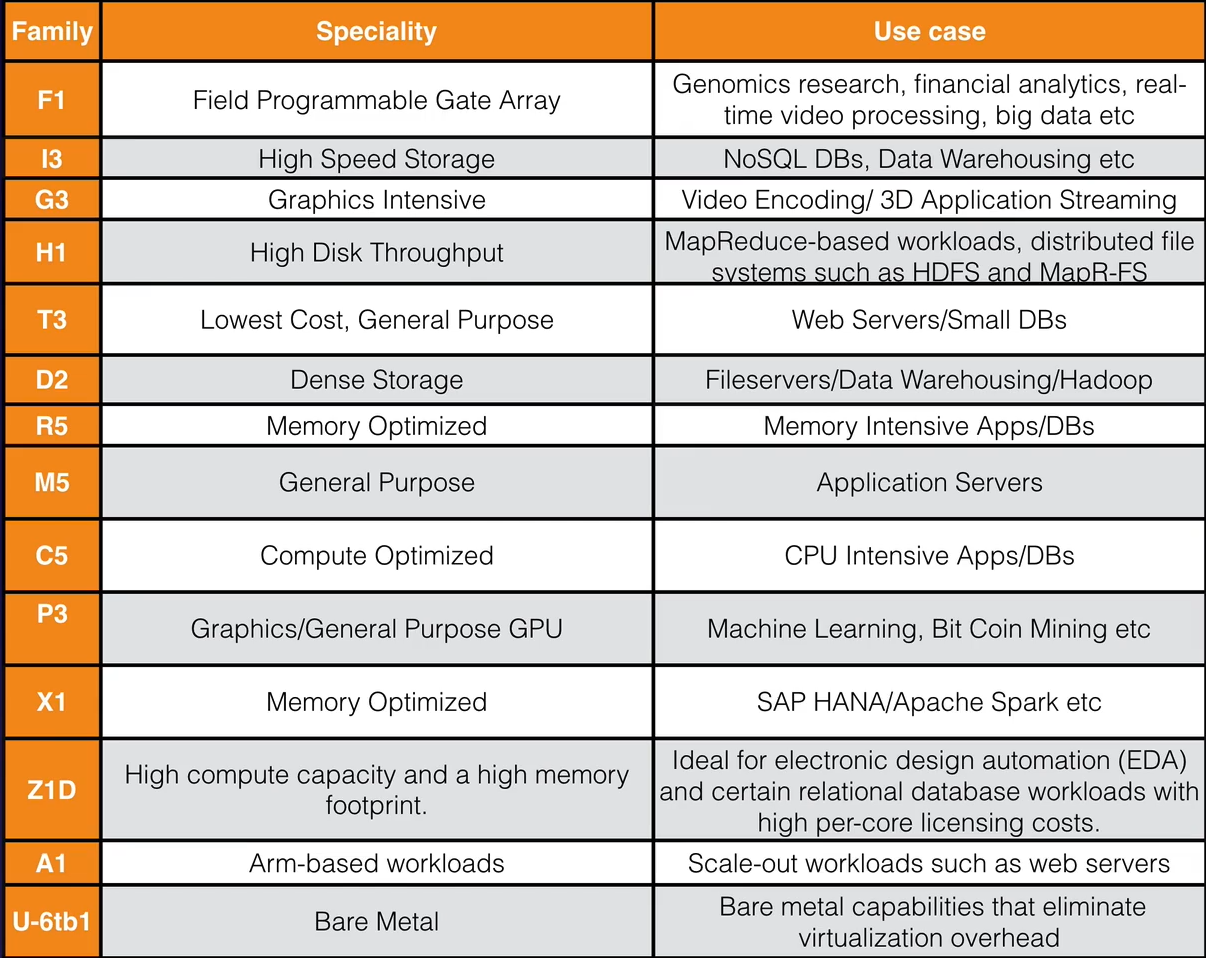 Family Speciality Use case
F1 Field Programmable Gate Array Genomics research, financial analytics, real-
time video processing, big data etc
I3 High Speed Storage NoSQL DBs, Data Warehousing etc
G3 Graphics Intensive Video Encoding/ 3D Application Streaming
H1 High Disk Throughput MapReduce-based workloads, distributed file
systems such as HDFS and MapR-FS
T3 Lowest Cost, General Purpose Web Servers/Small DBs
D2 Dense Storage Fileservers/Data Warehousing/Hadoop
R5 Memory Optimized Memory Intensive Apps/DBs
M5 General Purpose Application Servers
C5 Compute Optimized CPU Intensive Apps/DBs
P3 Graphics/General Purpose GPU Machine Learning, Bit Coin Mining etc
X1 Memory Optimized SAP HANA/Apache Spark etc
Z1D High compute capacity and a high memory
footprint.
Ideal for electronic design automation (EDA)
and certain relational database workloads with
high per-core licensing costs.
A1 Arm-based workloads Scale-out workloads such as web servers
U-6tb1 Bare Metal Bare metal capabilities that eliminate
virtualization overhead